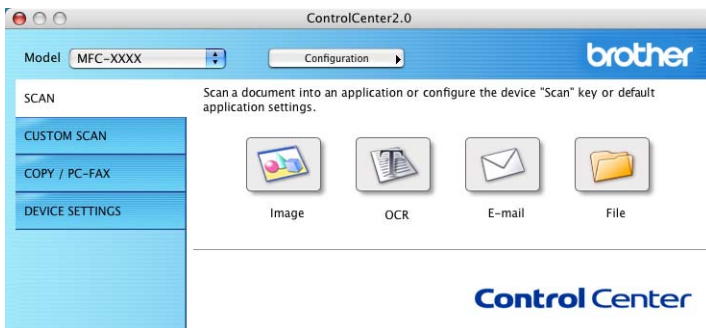 ControlCenter2.0
Model MFC-XXXX Configuration brother
SCAN
CUSTOM SCAN
COPY / PC-FAX
DEVICE SETTINGS
Scan a document into an application or configure the device "Scan" key or default
application settings.
Image OCR E-mail File
Control Center